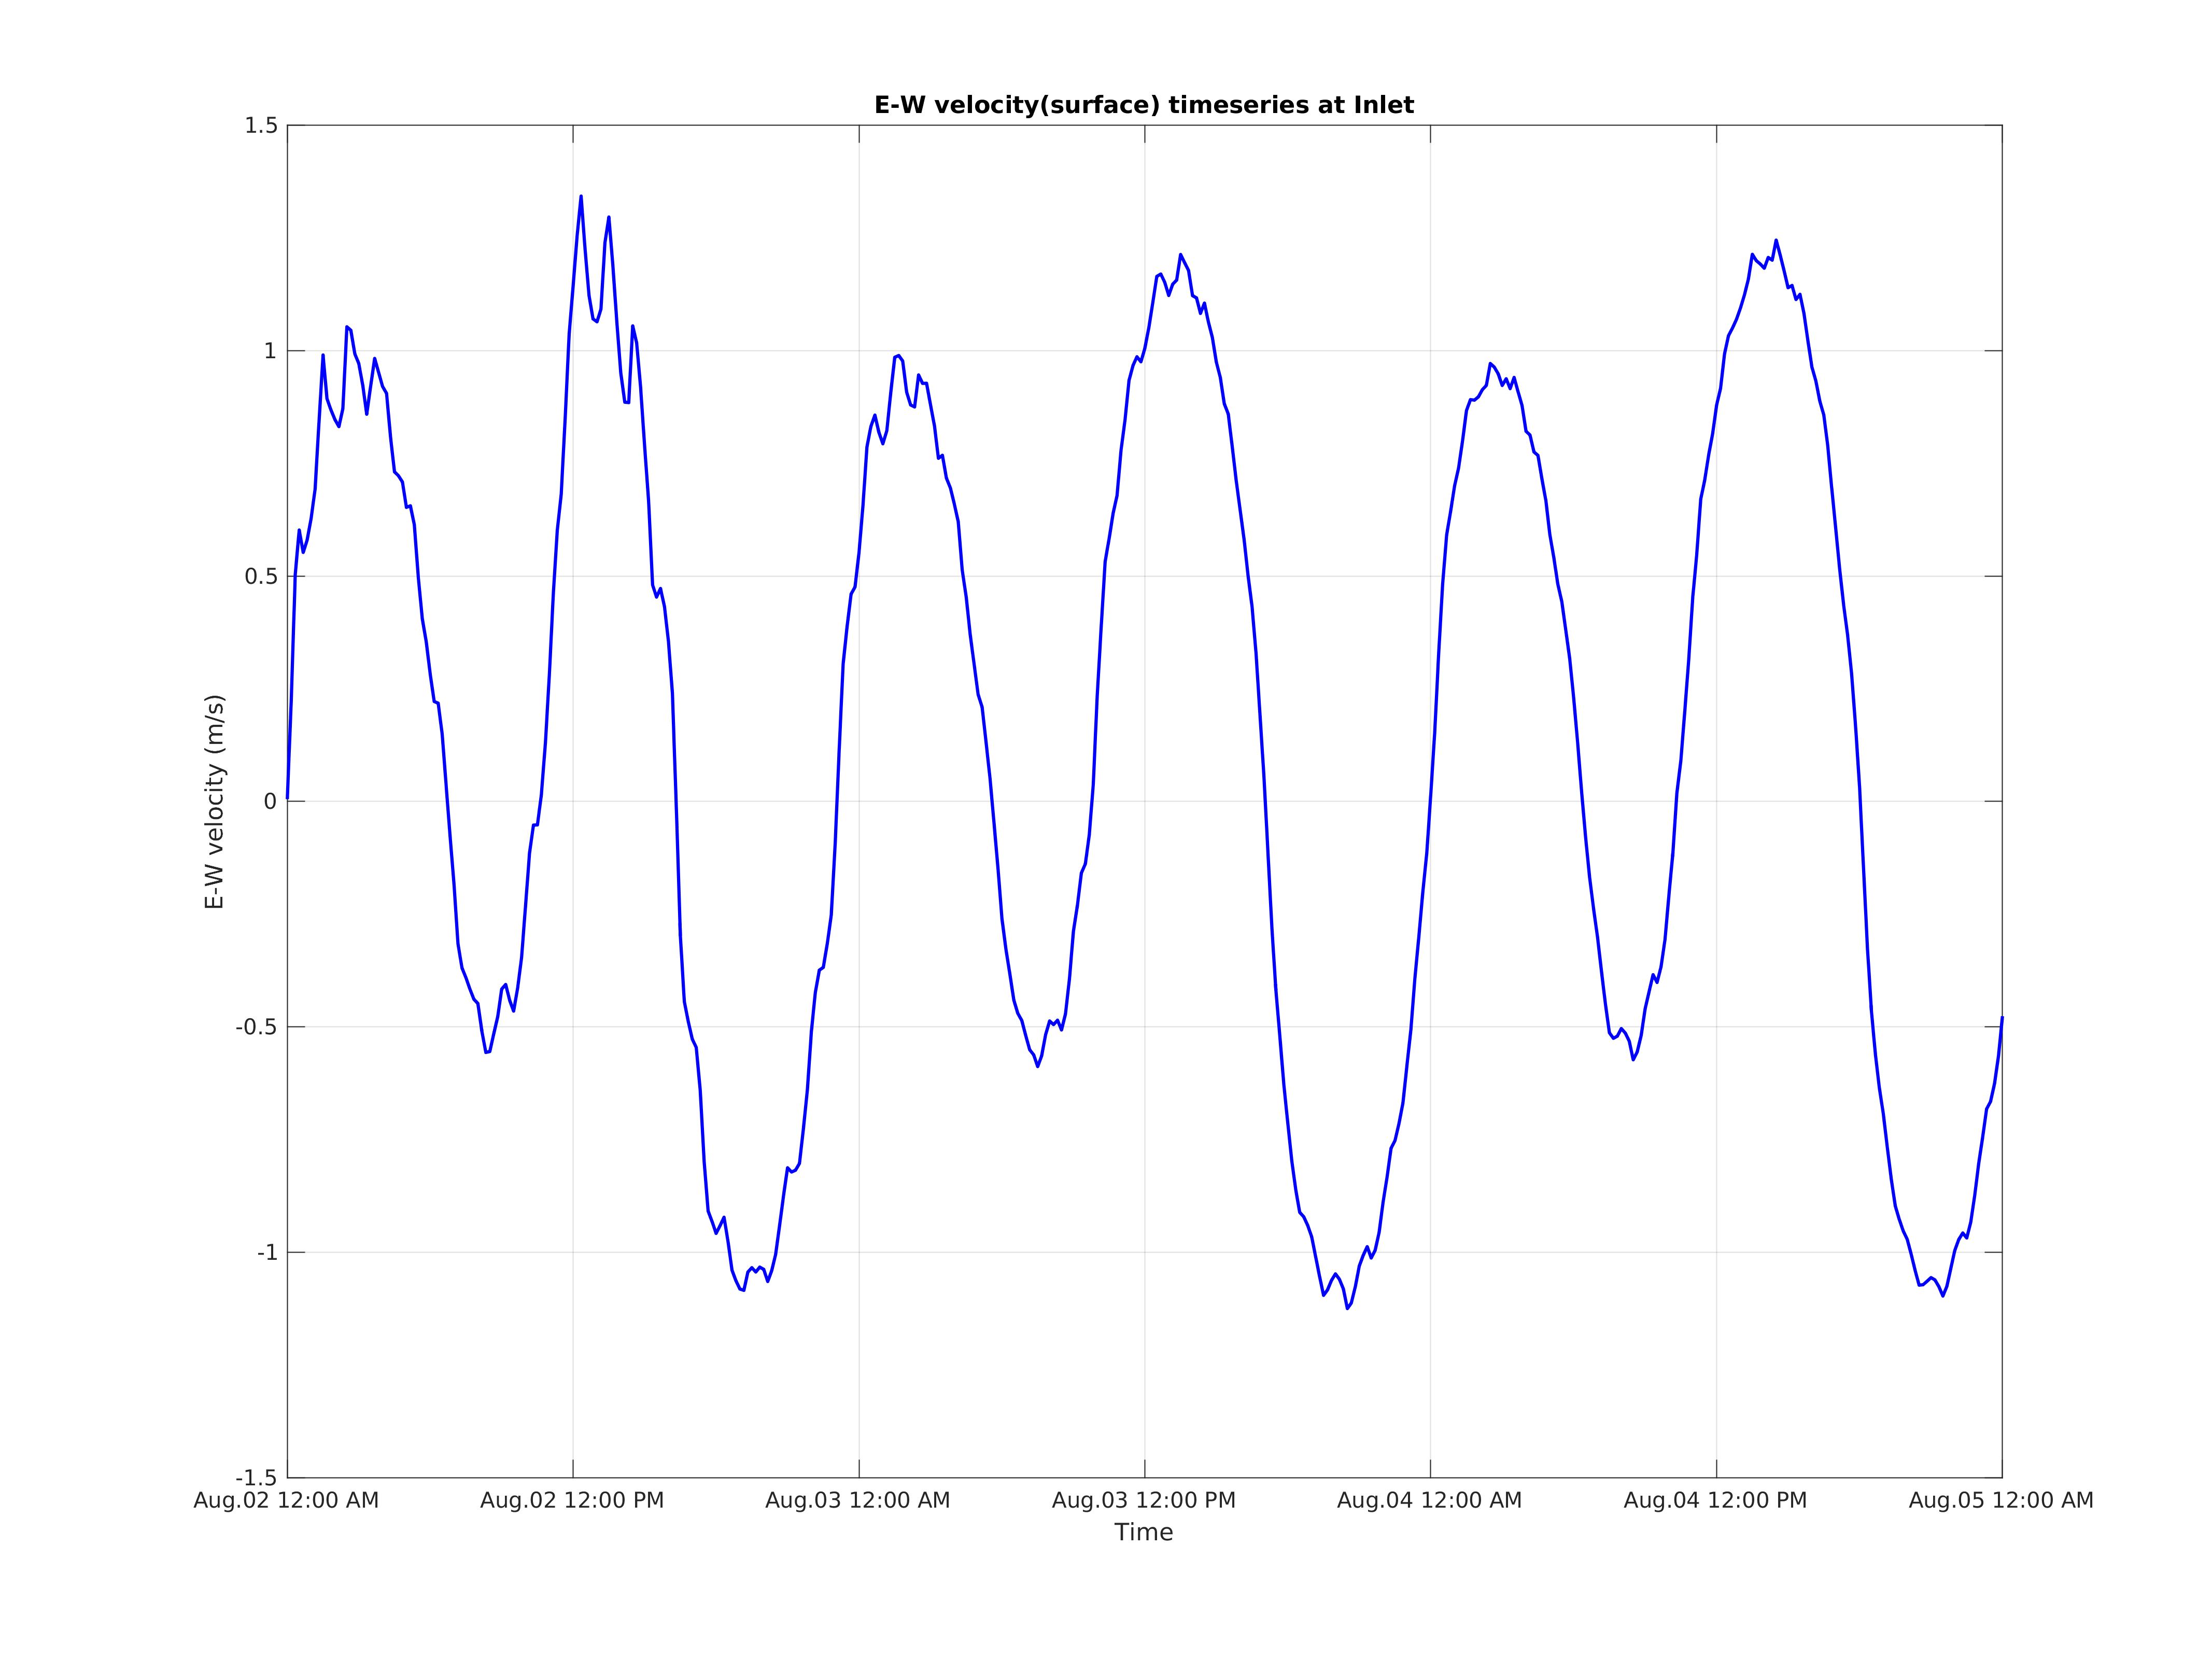 E-W velocity(surface) timeseries at Inlet
1.5
1
0.5
0
-0.5
-1
-1.5
E-W velocity (m/s)
Aug.02 12:00 AM Aug.02 12:00 PM Aug.03 12:00 AM Aug.03 12:00 PM Aug.04 12:00 AM Aug.04 12:00 PM Aug.05 12:00 AM
Time